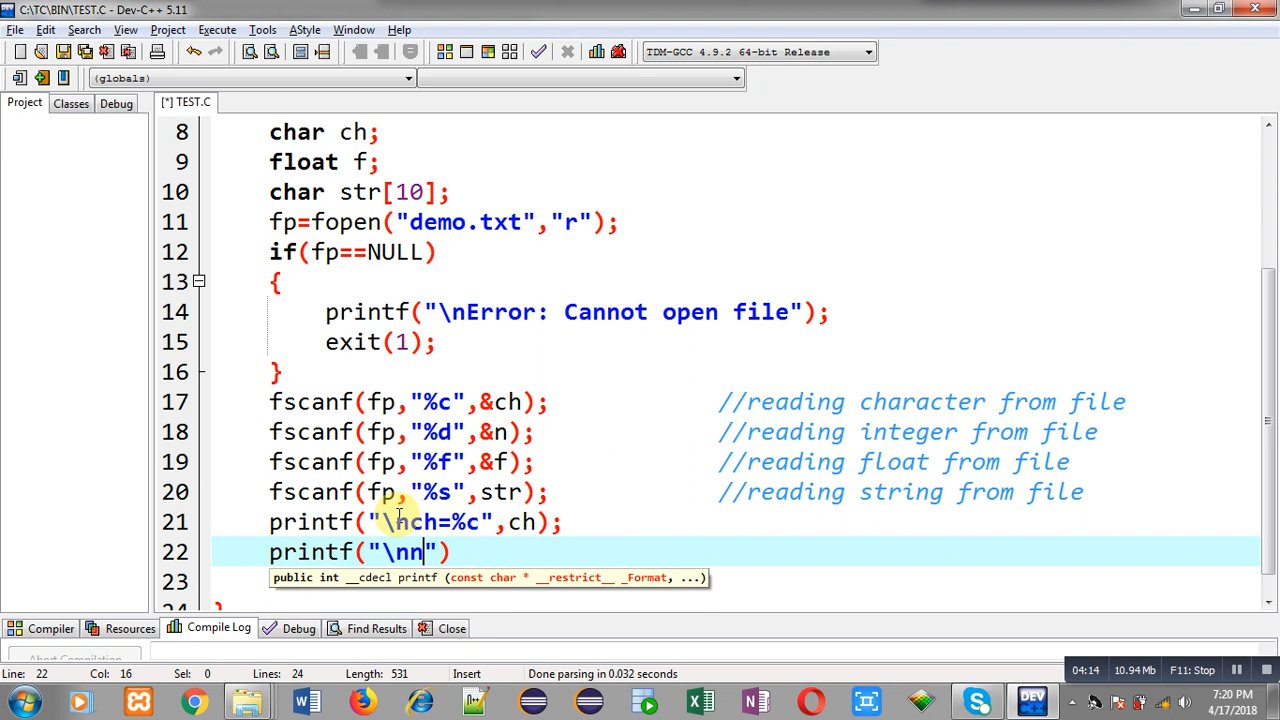 C:\TC\BIN\TEST.C - Dev-C++ 5.11
File Edit Search View Project Execute Tools AStyle Window Help
TDM-GCC 4.9.2 64-bit Release
(globals)
Project Classes Debug [*] TEST.C
8 char ch;
9 float f;
10 char str[10];
11 fp=fopen("demo.txt","r");
12 if(fp==NULL)
13 {
14 printf("\nError: Cannot open file");
15 exit(1);
16 }
17 fscanf(fp,"%c",&ch); //reading character from file
18 fscanf(fp,"%d",&n); //reading integer from file
19 fscanf(fp,"%f",&f); //reading float from file
20 fscanf(fp,"%s",str); //reading string from file
21 printf("\nch=%c",ch);
22 printf("\nn")
public int __cdecl printf (const char * __restrict__ _Format, ...)
23
24 }
Compiler Resources Compile Log Debug Find Results Close
Abort Compilation
Line: 22 Col: 16 Sel: 0 Lines: 24 Length: 531 Insert Done parsing in 0.032 seconds
04:14 10.94 Mb F11: Stop
7:20 PM
4/17/2018